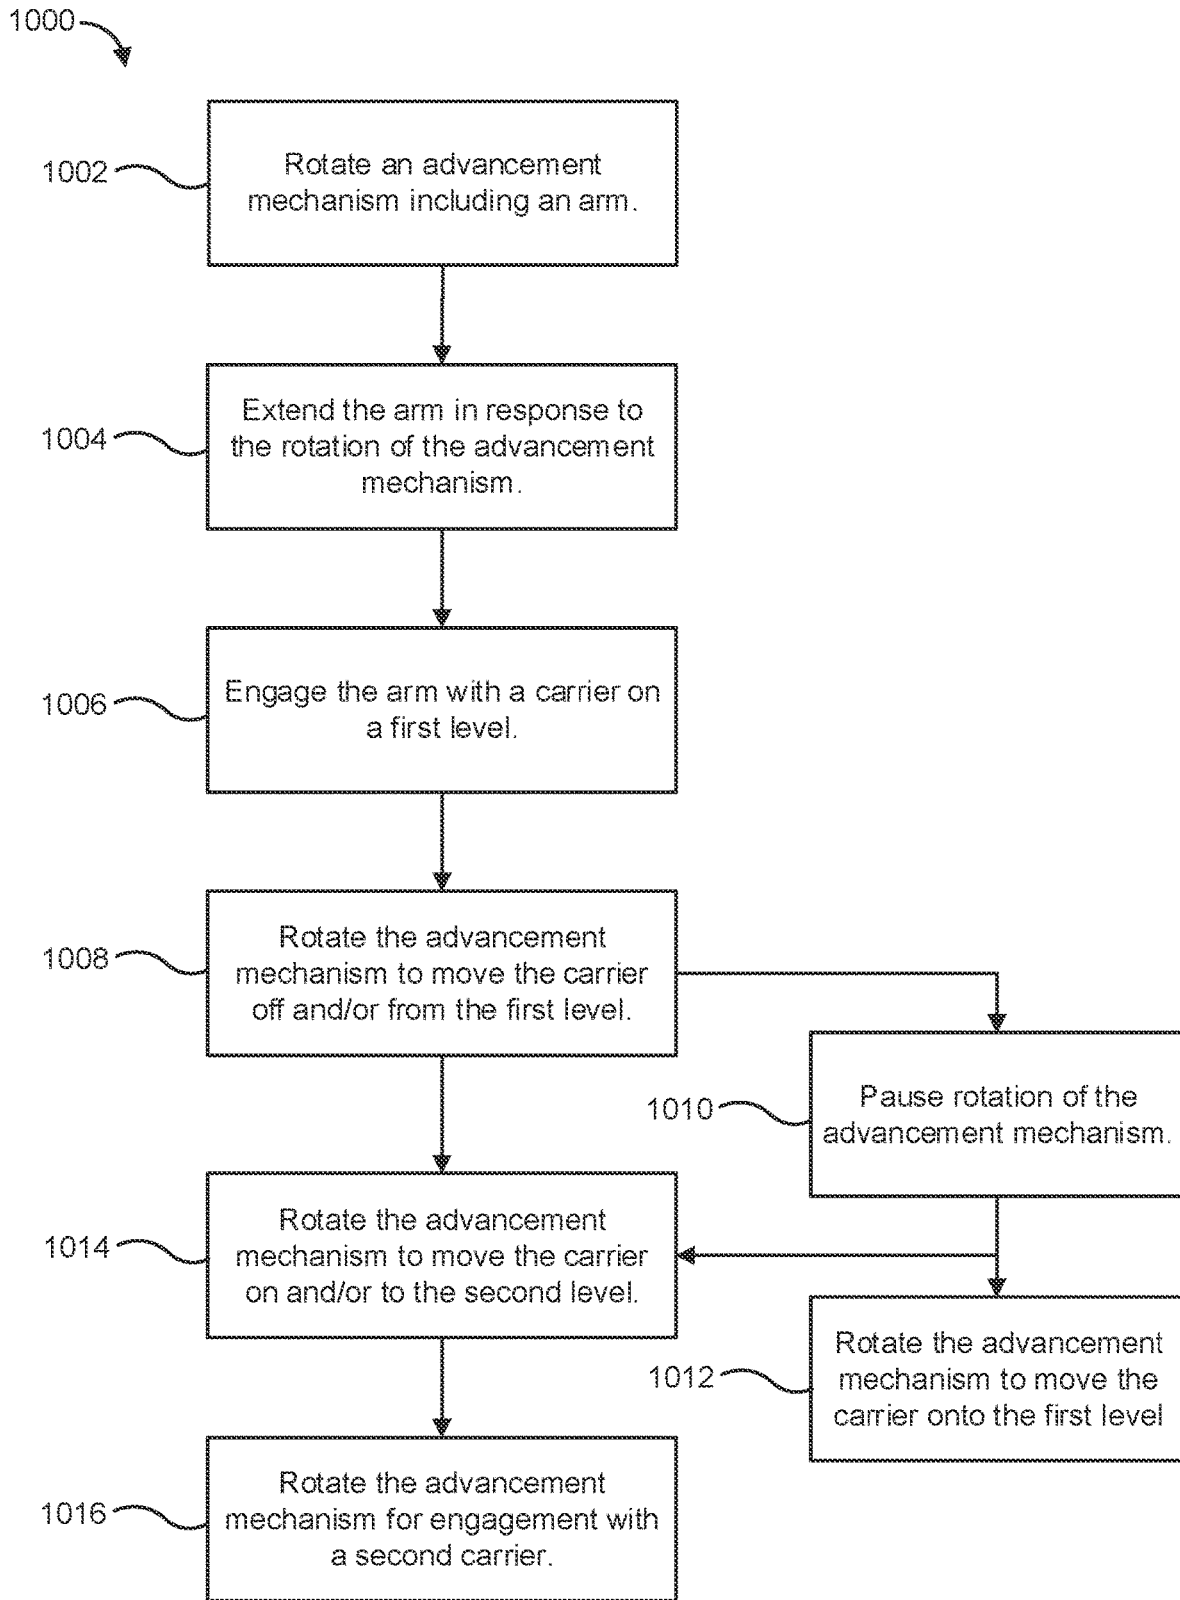 1000
1002
Rotate an advancement
mechanism including an arm.
1004
Extend the arm in response to
the rotation of the advancement
mechanism.
1006
Engage the arm with a carrier on
a first level.
1008
Rotate the advancement
mechanism to move the carrier
off and/or from the first level.
1010
Pause rotation of the
advancement mechanism.
1014
Rotate the advancement
mechanism to move the carrier
on and/or to the second level.
1012
Rotate the advancement
mechanism to move the
carrier onto the first level
1016
Rotate the advancement
mechanism for engagement with
a second carrier.